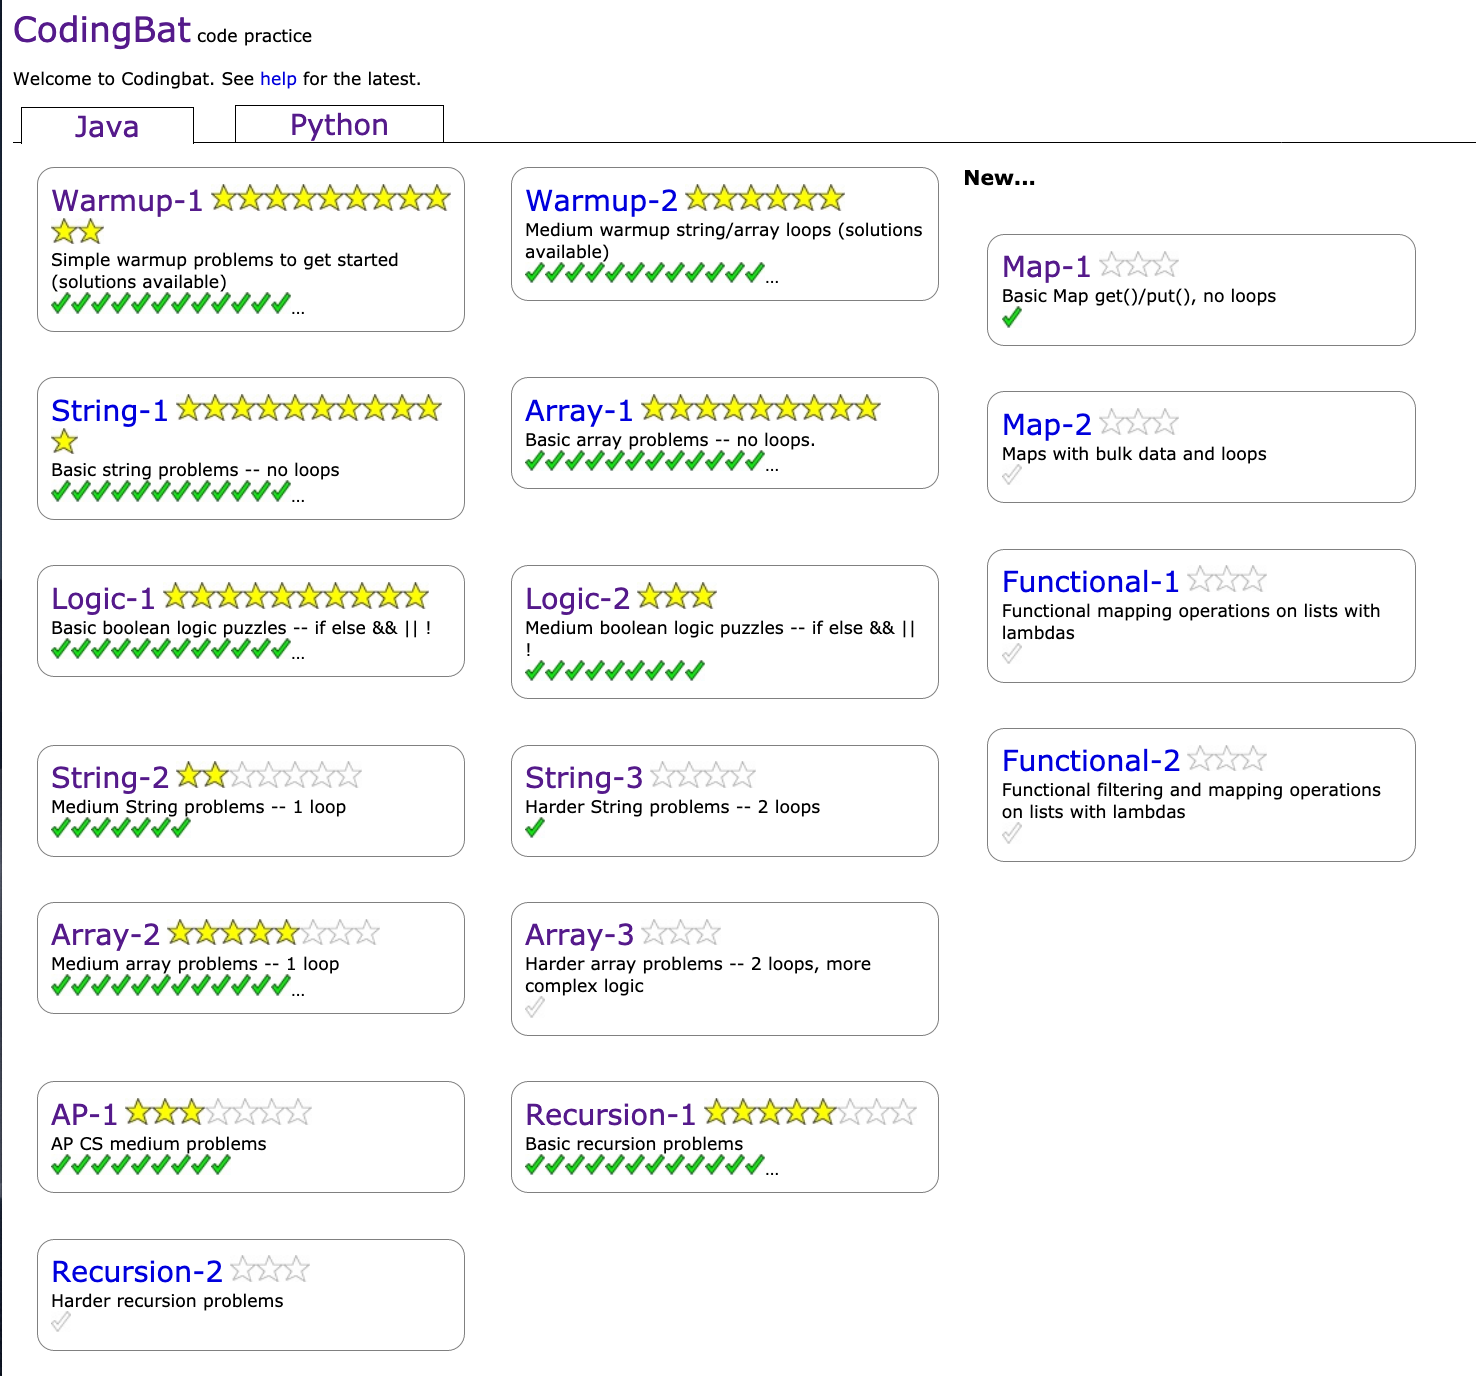 CodingBat code practice
Welcome to Codingbat. See help for the latest.
Java
Python
Warmup-1
Simple warmup problems to get started
(solutions available)
...
Warmup-2
Medium warmup string/array loops (solutions
available)
...
New...
Map-1
Basic Map get()/put(), no loops
String-1
Basic string problems -- no loops
...
Array-1
Basic array problems -- no loops.
...
Map-2
Maps with bulk data and loops
Logic-1
Basic boolean logic puzzles -- if else && || !
...
Logic-2
Medium boolean logic puzzles -- if else && ||
!
Functional-1
Functional mapping operations on lists with
lambdas
String-2
Medium String problems -- 1 loop
String-3
Harder String problems -- 2 loops
Functional-2
Functional filtering and mapping operations
on lists with lambdas
Array-2
Medium array problems -- 1 loop
...
Array-3
Harder array problems -- 2 loops, more
complex logic
AP-1
AP CS medium problems
Recursion-1
Basic recursion problems
...
Recursion-2
Harder recursion problems